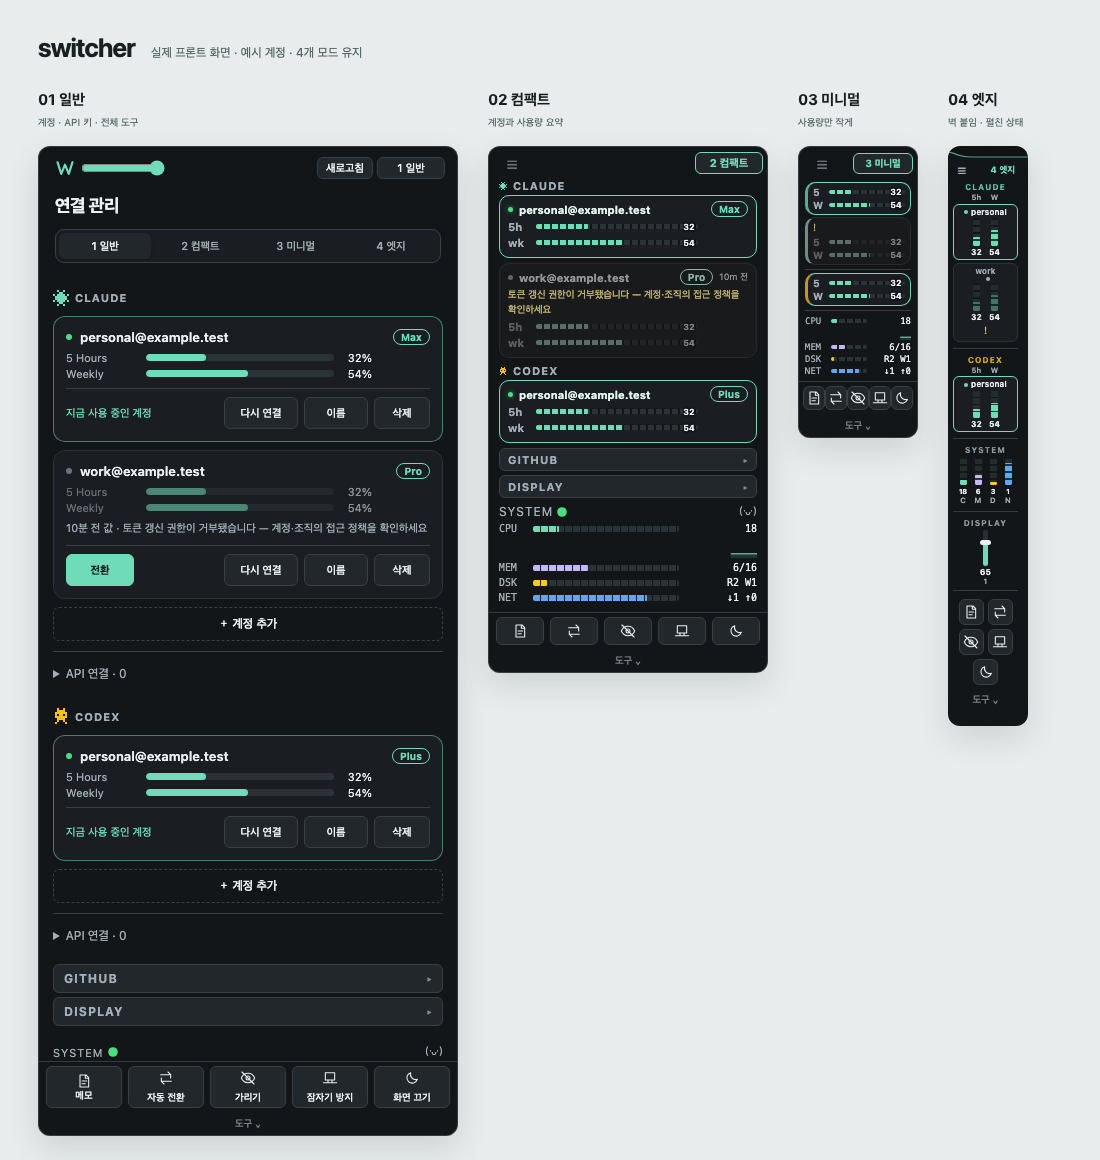 switcher 실제 프론트 화면 · 예시 계정 · 4개 모드 유지
01 일반
계정 · API 키 · 전체 도구
W 새로고침 1 일반
연결 관리
1 일반 2 컴팩트 3 미니멀 4 엣지
CLAUDE
personal@example.test Max
5 Hours 32%
Weekly 54%
지금 사용 중인 계정 다시 연결 이름 삭제
work@example.test Pro
5 Hours 32%
Weekly 54%
10분 전 값 · 토큰 갱신 권한이 거부됐습니다 — 계정·조직의 접근 정책을 확인하세요
전환 다시 연결 이름 삭제
+ 계정 추가
▶ API 연결 · 0
CODEX
personal@example.test Plus
5 Hours 32%
Weekly 54%
지금 사용 중인 계정 다시 연결 이름 삭제
+ 계정 추가
▶ API 연결 · 0
GITHUB ▸
DISPLAY ▸
SYSTEM (·ᴗ·)
메모 자동 전환 가리기 잠자기 방지 화면 끄기
도구 ⌄
02 컴팩트
계정과 사용량 요약
☰ 2 컴팩트
CLAUDE
personal@example.test Max
5h 32
wk 54
work@example.test Pro 10m 전
토큰 갱신 권한이 거부됐습니다 — 계정·조직의 접근 정책을
확인하세요
5h 32
wk 54
CODEX
personal@example.test Plus
5h 32
wk 54
GITHUB ▸
DISPLAY ▸
SYSTEM (·ᴗ·)
CPU 18
MEM 6/16
DSK R2 W1
NET ↓1 ↑0
도구 ⌄
03 미니멀
사용량만 작게
☰ 3 미니멀
5 32
W 54
!
5 32
W 54
5 32
W 54
CPU 18
MEM 6/16
DSK R2 W1
NET ↓1 ↑0
도구 ⌄
04 엣지
벽 붙임 · 펼친 상태
☰ 4 엣지
CLAUDE
5h W
personal
32 54
work
32 54
!
CODEX
5h W
personal
32 54
SYSTEM
18 6 3 1
C M D N
DISPLAY
65
1
도구 ⌄